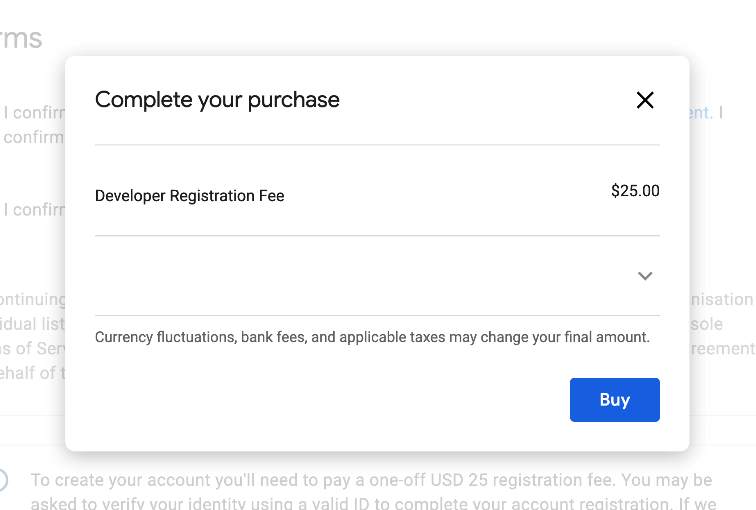 rms
Complete your purchase
I confirm
ent. I
confirm
Developer Registration Fee
$25.00
I confirm
ontinuing
nisation
idual list
sole
s of Serv
reement
ehalf of t
Currency fluctuations, bank fees, and applicable taxes may change your final amount.
Buy
To create your account you'll need to pay a one-off USD 25 registration fee. You may be
asked to verify your identity using a valid ID to complete your account registration. If we